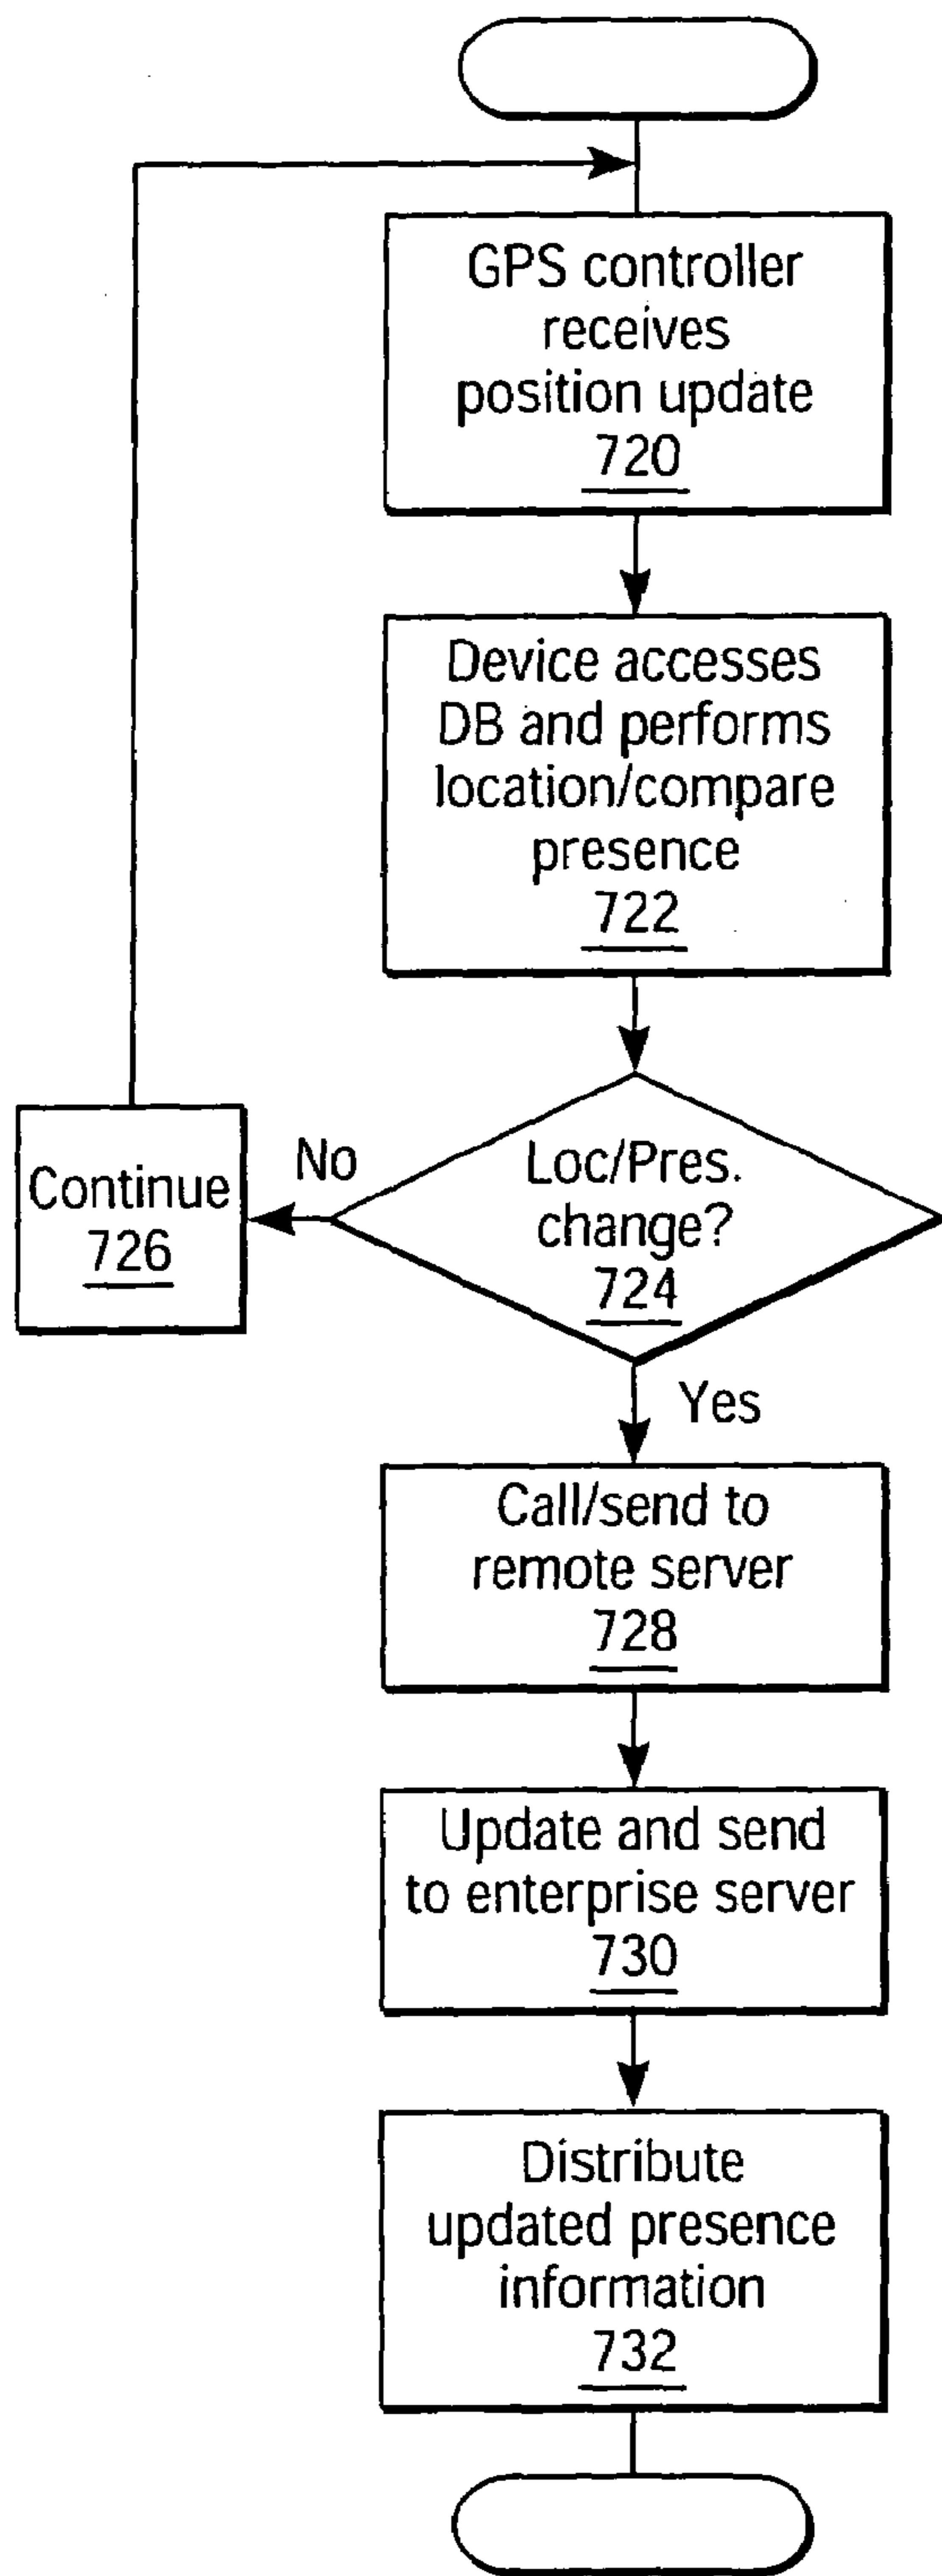 GPS controller
receives
position update
720
Device accesses
DB and performs
location/compare
presence
722
Loc/Pres.
change?
724
No
Continue
726
Yes
Call/send to
remote server
728
Update and send
to enterprise server
730
Distribute
updated presence
information
732